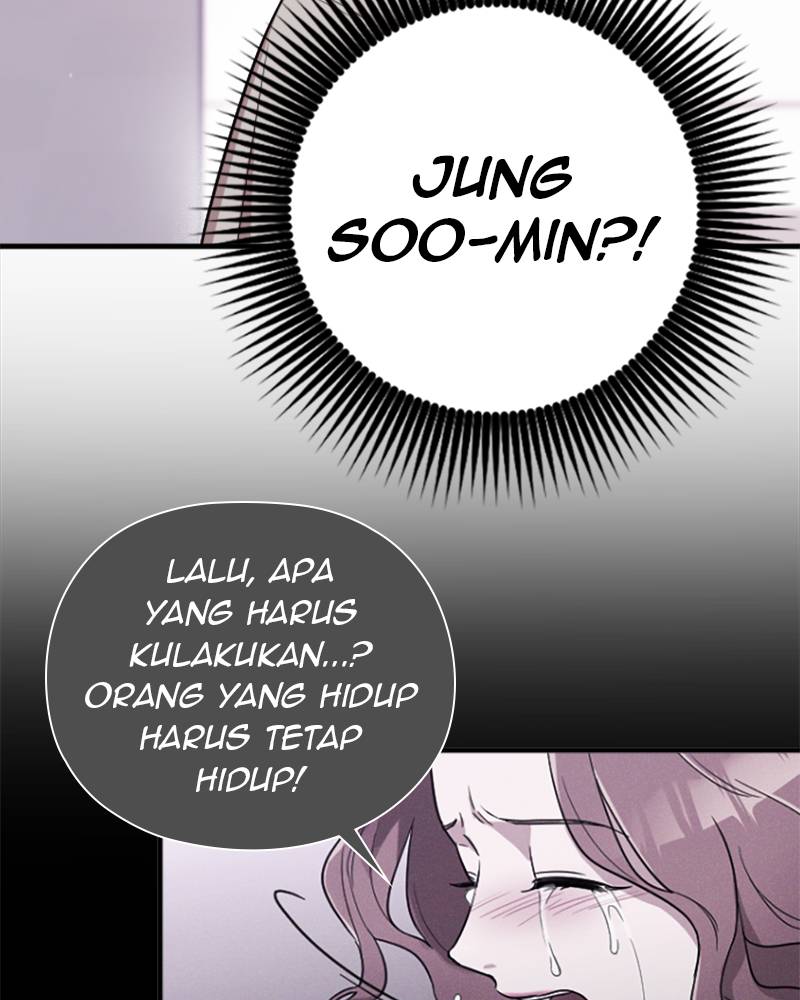 JUNG
SOO-MIN?!
LALU, APA
YANG HARUS
KULAKUKAN...?
ORANG YANG HIDUP
HARUS TETAP
HIDUP!